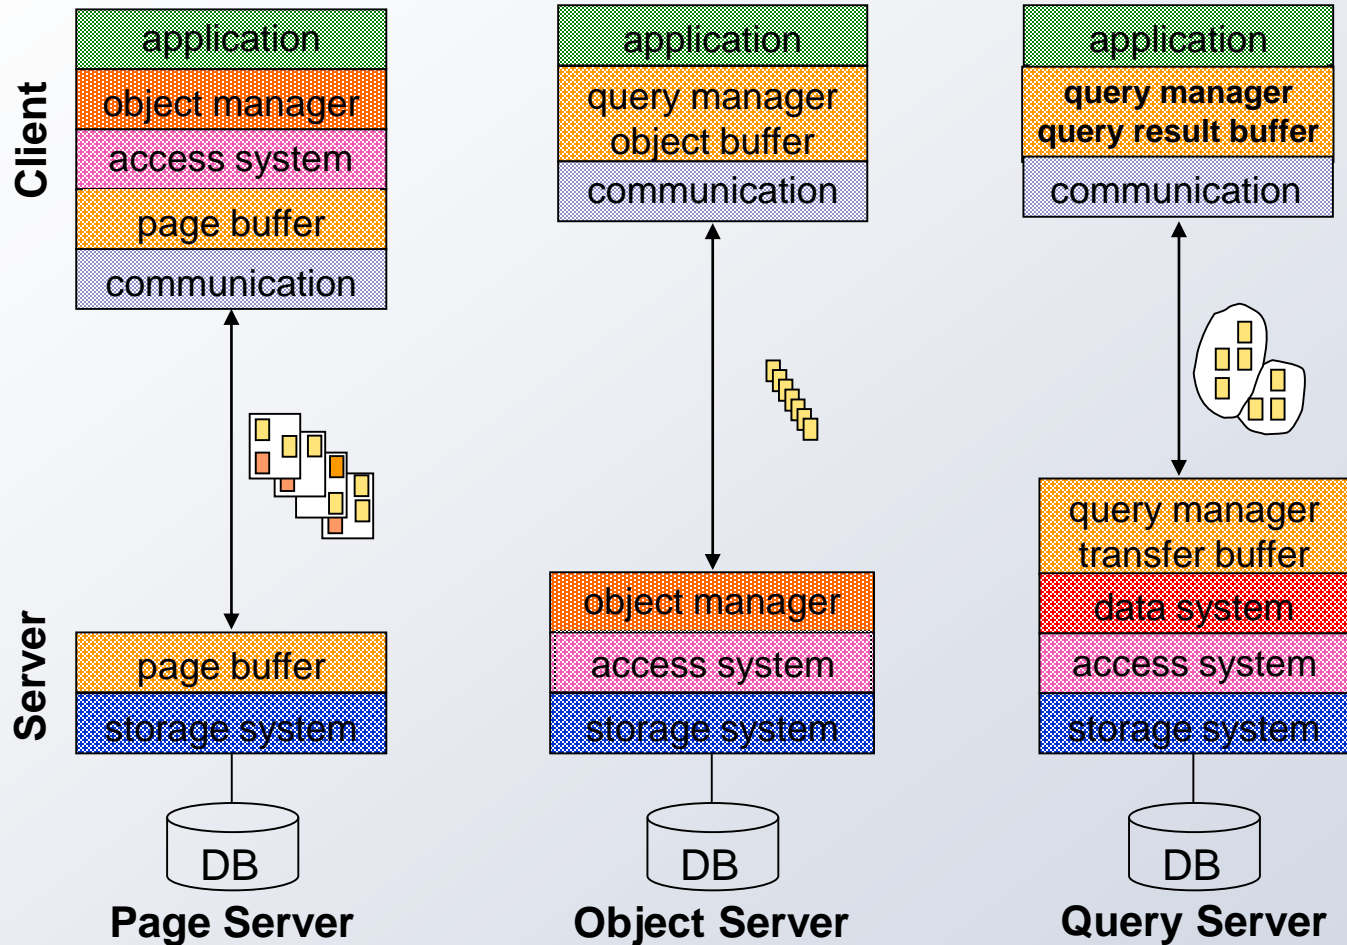 Client
Server
application
object manager
access system
page buffer
communication
page buffer
storage system
DB
Page Server
application
query manager
object buffer
communication
object manager
access system
storage system
DB
Object Server
application
query manager
query result buffer
communication
query manager
transfer buffer
data system
access system
storage system
DB
Query Server